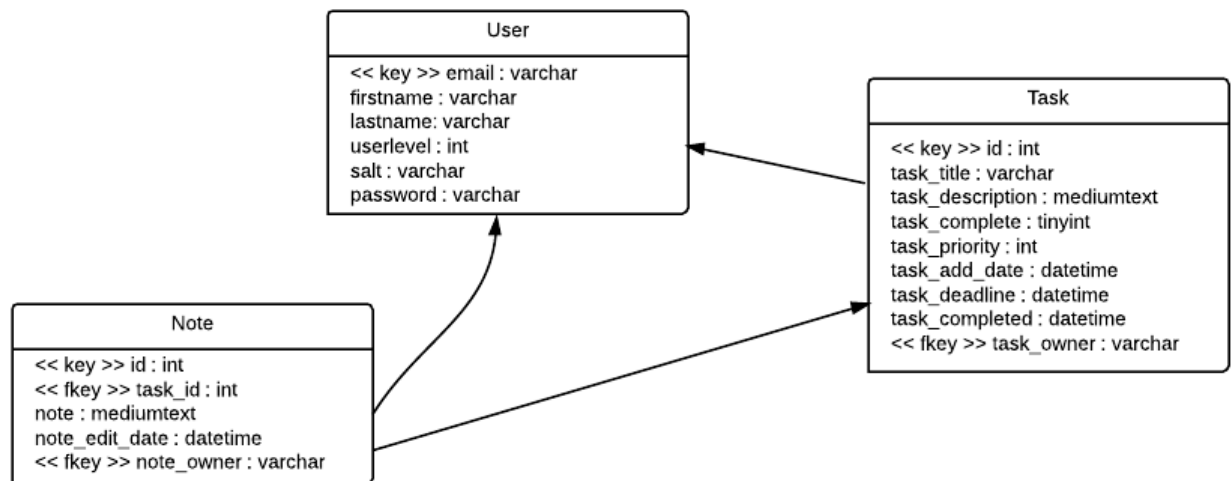 User
<< key >> email : varchar
firstname : varchar
lastname: varchar
userlevel : int
salt : varchar
password : varchar
Task
<< key >> id : int
task_title : varchar
task_description : mediumtext
task_complete : tinyint
task_priority : int
task_add_date : datetime
task_deadline : datetime
task_completed : datetime
<< fkey >> task_owner : varchar
Note
<< key >> id : int
<< fkey >> task_id : int
note : mediumtext
note_edit_date : datetime
<< fkey >> note_owner : varchar